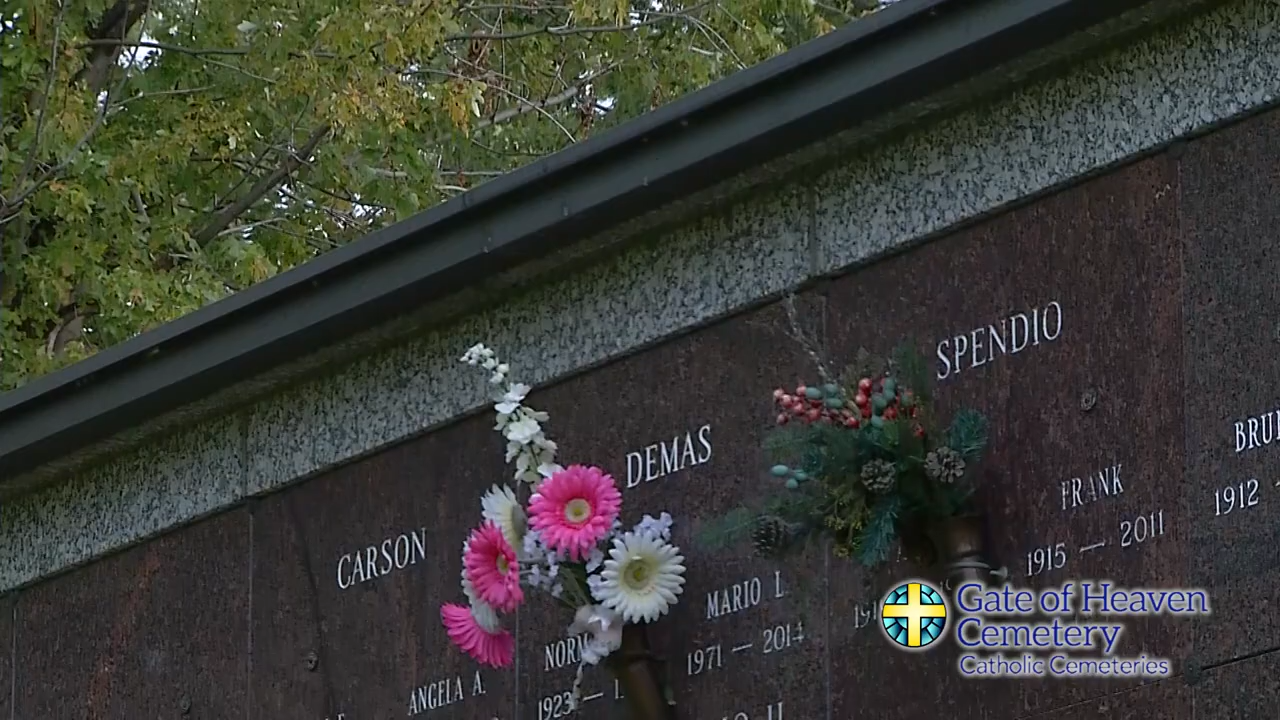 CARSON
ANGELA A.
DEMAS
MARIO L.
1971 — 2014
SPENDIO
FRANK
1915 — 2011
1912
Gate of Heaven
Cemetery
Catholic Cemeteries